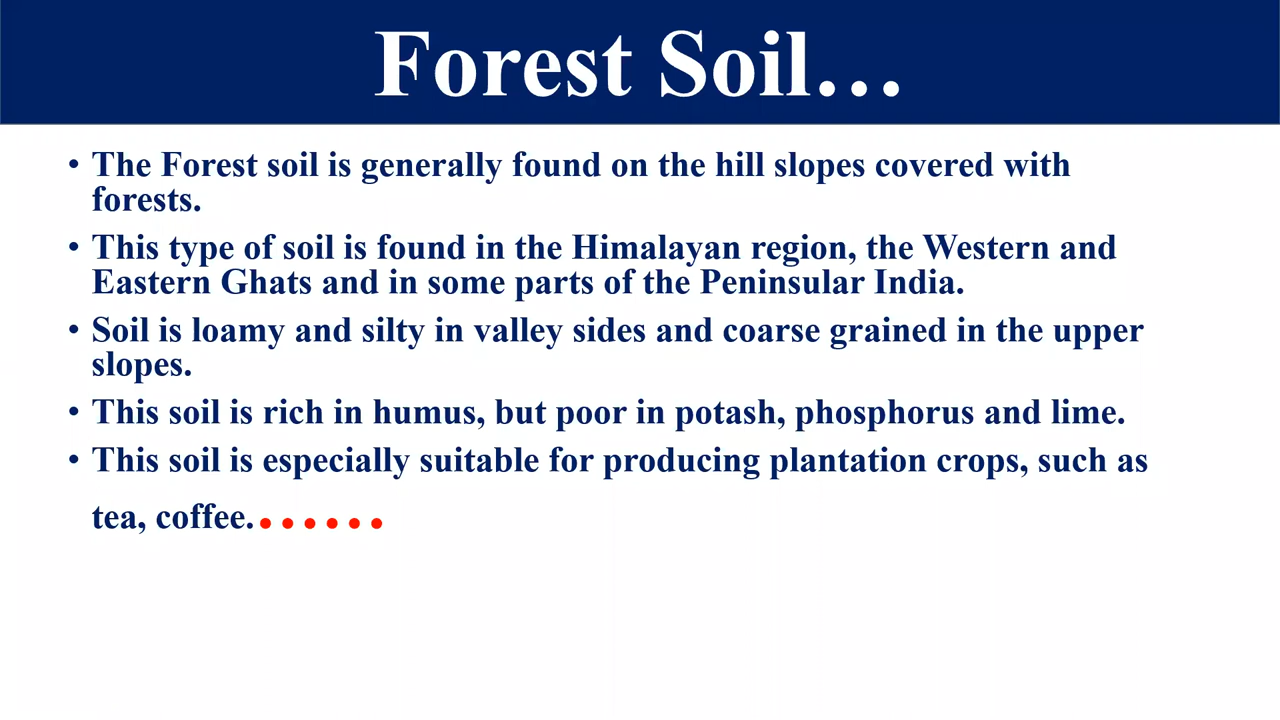 Forest Soil...
• The Forest soil is generally found on the hill slopes covered with
forests.
• This type of soil is found in the Himalayan region, the Western and
Eastern Ghats and in some parts of the Peninsular India.
• Soil is loamy and silty in valley sides and coarse grained in the upper
slopes.
• This soil is rich in humus, but poor in potash, phosphorus and lime.
• This soil is especially suitable for producing plantation crops, such as
tea, coffee.......